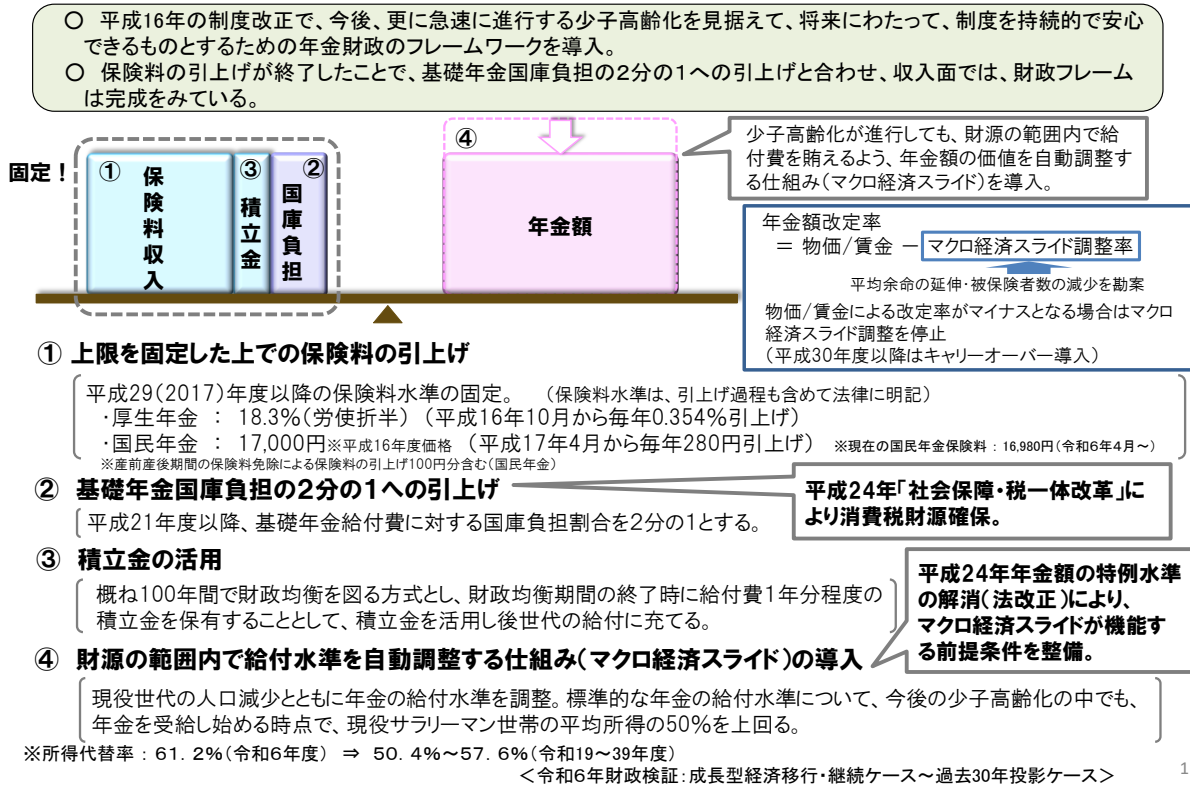 ○ 平成16年の制度改正で、今後、更に急速に進行する少子高齢化を見据えて、将来にわたって、制度を持続的で安心
できるものとするための年金財政のフレームワークを導入。
○ 保険料の引上げが終了したことで、基礎年金国庫負担の2分の1への引上げと合わせ、収入面では、財政フレーム
は完成をみている。
固定！
① 保険料収入
③ 積立金
② 国庫負担
④
年金額
少子高齢化が進行しても、財源の範囲内で給
付費を賄えるよう、年金額の価値を自動調整す
る仕組み（マクロ経済スライド）を導入。
年金額改定率
＝ 物価/賃金 － マクロ経済スライド調整率
平均余命の延伸・被保険者数の減少を勘案
物価/賃金による改定率がマイナスとなる場合はマクロ
経済スライド調整を停止
（平成30年度以降はキャリーオーバー導入）
① 上限を固定した上での保険料の引上げ
平成29（2017）年度以降の保険料水準の固定。 （保険料水準は、引上げ過程も含めて法律に明記）
・厚生年金 ： 18.3％（労使折半） （平成16年10月から毎年0.354％引上げ）
・国民年金 ： 17,000円※平成16年度価格 （平成17年4月から毎年280円引上げ） ※現在の国民年金保険料 ： 16,980円（令和6年4月～）
※産前産後期間の保険料免除による保険料の引上げ100円分含む（国民年金）
② 基礎年金国庫負担の2分の1への引上げ
平成21年度以降、基礎年金給付費に対する国庫負担割合を2分の1とする。
平成24年「社会保障・税一体改革」に
より消費税財源確保。
③ 積立金の活用
概ね100年間で財政均衡を図る方式とし、財政均衡期間の終了時に給付費1年分程度の
積立金を保有することとして、積立金を活用し後世代の給付に充てる。
平成24年年金額の特例水準
の解消（法改正）により、
マクロ経済スライドが機能す
る前提条件を整備。
④ 財源の範囲内で給付水準を自動調整する仕組み（マクロ経済スライド）の導入
現役世代の人口減少とともに年金の給付水準を調整。標準的な年金の給付水準について、今後の少子高齢化の中でも、
年金を受給し始める時点で、現役サラリーマン世帯の平均所得の50％を上回る。
※所得代替率 ： 61．2％（令和6年度） ⇒ 50．4％～57．6％（令和19～39年度）
＜令和6年財政検証：成長型経済移行・継続ケース～過去30年投影ケース＞
1